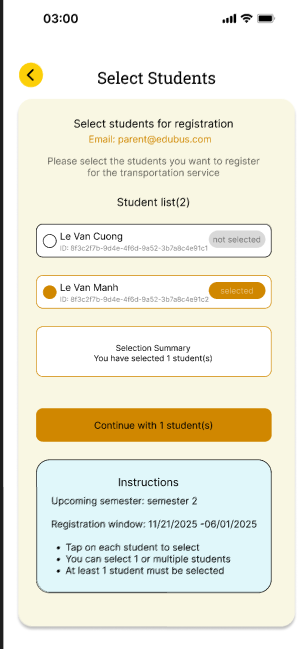 03:00
Select Students
Select students for registration
Email: parent@edubus.com
Please select the students you want to register
for the transportation service
Student list(2)
Le Van Cuong
not selected
ID: 8f3c2f7b-9d4e-4f6d-9a52-3b7a8c4e91c1
Le Van Manh
selected
ID: 8f3c2f7b-9d4e-4f6d-9a52-3b7a8c4e91c2
Selection Summary
You have selected 1 student(s)
Continue with 1 student(s)
Instructions
Upcoming semester: semester 2
Registration window: 11/21/2025 -06/01/2025
• Tap on each student to select
• You can select 1 or multiple students
• At least 1 student must be selected